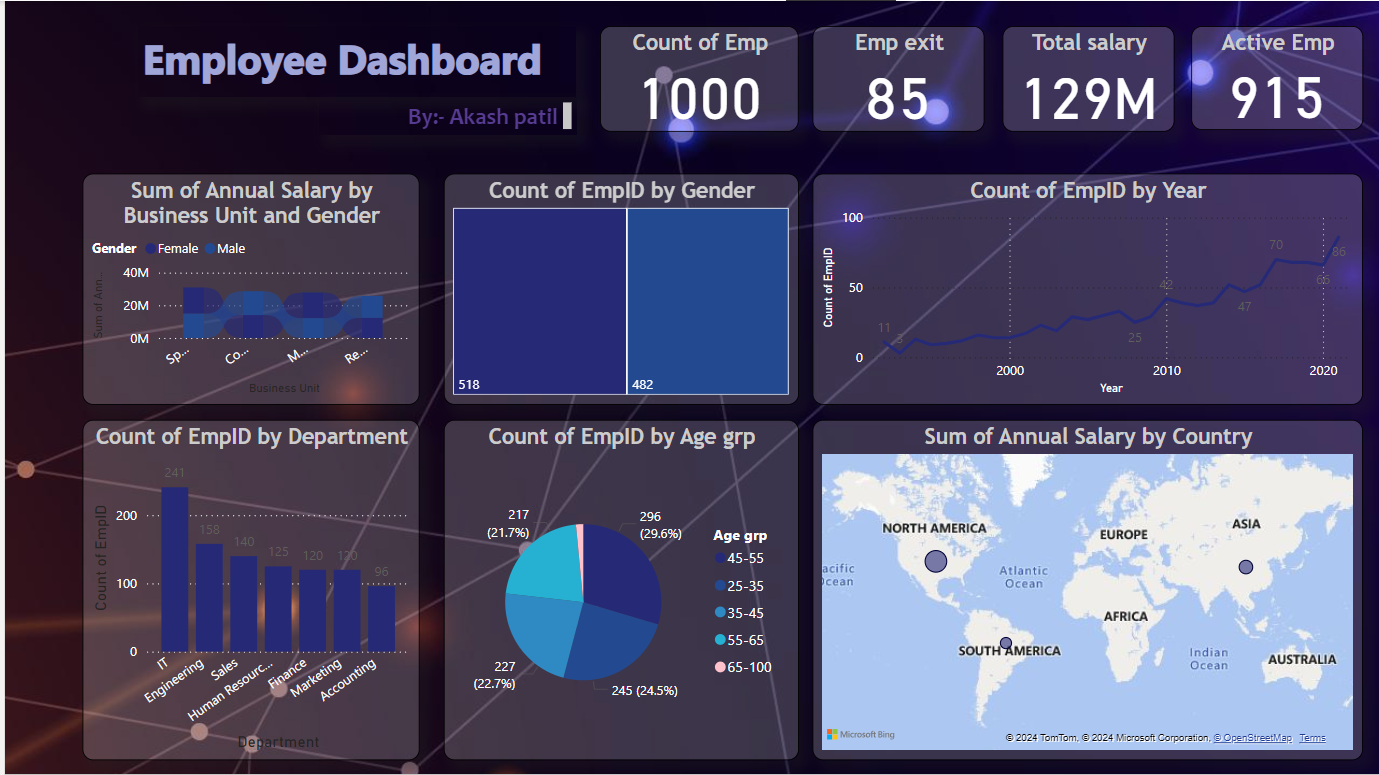 Employee Dashboard
By:- Akash patil
Count of Emp
1000
Emp exit
85
Total salary
129M
Active Emp
915
Sum of Annual Salary by
Business Unit and Gender
Gender Female Male
Sum of Ann...
40M
20M
0M
Sp...
Co...
M...
Re...
Business Unit
Count of EmpID by Gender
518
482
Count of EmpID by Year
Count of EmpID
100
50
0
11
3
25
42
47
70
66
86
2000
2010
2020
Year
Count of EmpID by Department
Count of EmpID
200
100
0
241
158
140
125
120
120
96
IT
Engineering
Sales
Human Resourc...
Finance
Marketing
Accounting
Department
Count of EmpID by Age grp
217
(21.7%)
296
(29.6%)
227
(22.7%)
245 (24.5%)
Age grp
45-55
25-35
35-45
55-65
65-100
Sum of Annual Salary by Country
NORTH AMERICA
EUROPE
ASIA
Pacific
Ocean
Atlantic
Ocean
AFRICA
SOUTH AMERICA
Indian
Ocean
AUSTRALIA
Microsoft Bing
© 2024 TomTom, © 2024 Microsoft Corporation, © OpenStreetMap Terms